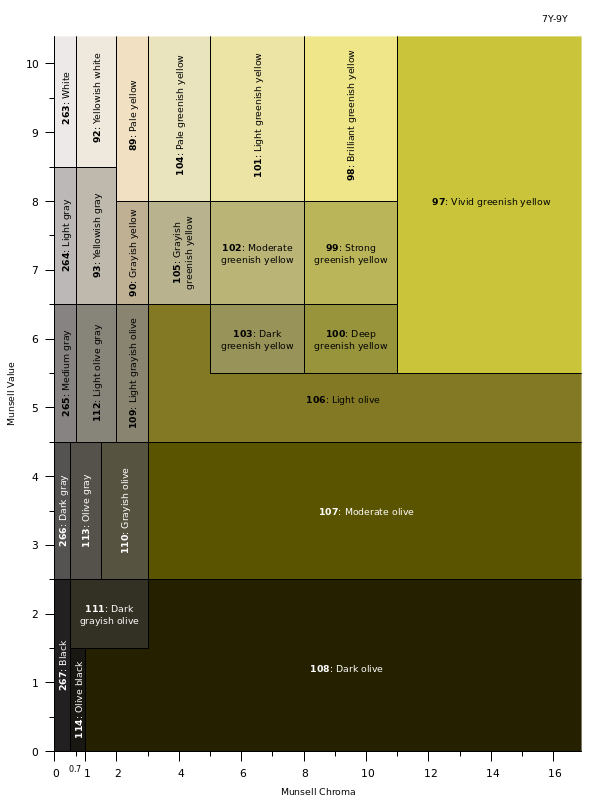 7Y-9Y
10
9
8
7
6
5
4
3
2
1
0
Munsell Value
263: White
92: Yellowish white
89: Pale yellow
104: Pale greenish yellow
101: Light greenish yellow
98: Brilliant greenish yellow
97: Vivid greenish yellow
264: Light gray
93: Yellowish gray
90: Grayish yellow
105: Grayish
greenish yellow
102: Moderate
greenish yellow
99: Strong
greenish yellow
265: Medium gray
112: Light olive gray
109: Light grayish olive
103: Dark
greenish yellow
100: Deep
greenish yellow
106: Light olive
266: Dark gray
113: Olive gray
110: Grayish olive
107: Moderate olive
267: Black
111: Dark
grayish olive
114: Olive black
108: Dark olive
0 0.7 1 2 4 6 8 10 12 14 16
Munsell Chroma